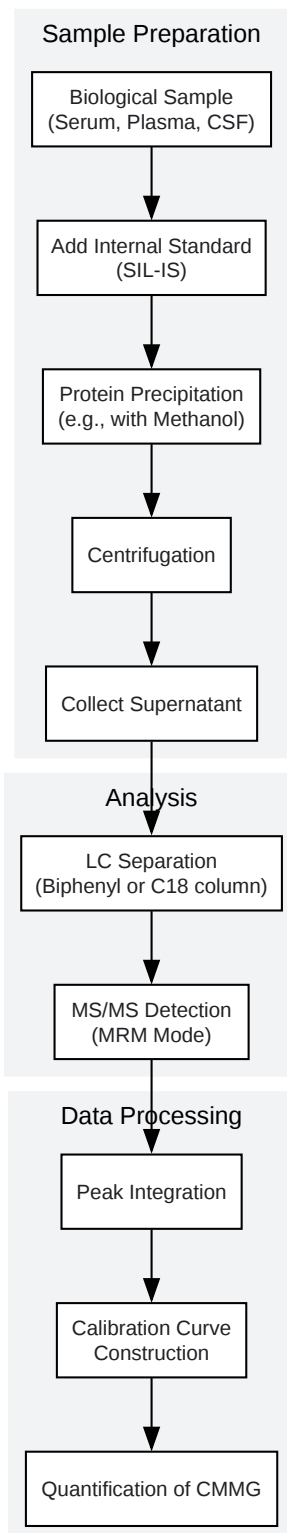 Sample Preparation
Biological Sample
(Serum, Plasma, CSF)
Add Internal Standard
(SIL-IS)
Protein Precipitation
(e.g., with Methanol)
Centrifugation
Collect Supernatant
Analysis
LC Separation
(Biphenyl or C18 column)
MS/MS Detection
(MRM Mode)
Data Processing
Peak Integration
Calibration Curve
Construction
Quantification of CMMG